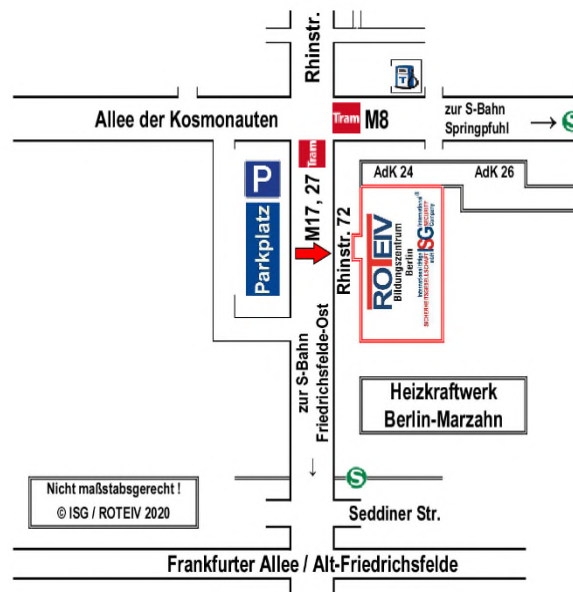 Rhinstr.
T
Allee der Kosmonauten
Tram M8
zur S-Bahn
Springpfuhl → S
Tram
M17, 27
P
Parkplatz
Rhinstr. 72
AdK 24
AdK 26
ROTEIV
Bildungszentrum
Berlin
ISG
zur S-Bahn
Friedrichsfelde-Ost
→
Heizkraftwerk
Berlin-Marzahn
S
Nicht maßstabsgerecht !
© ISG / ROTEIV 2020
Seddiner Str.
Frankfurter Allee / Alt-Friedrichsfelde